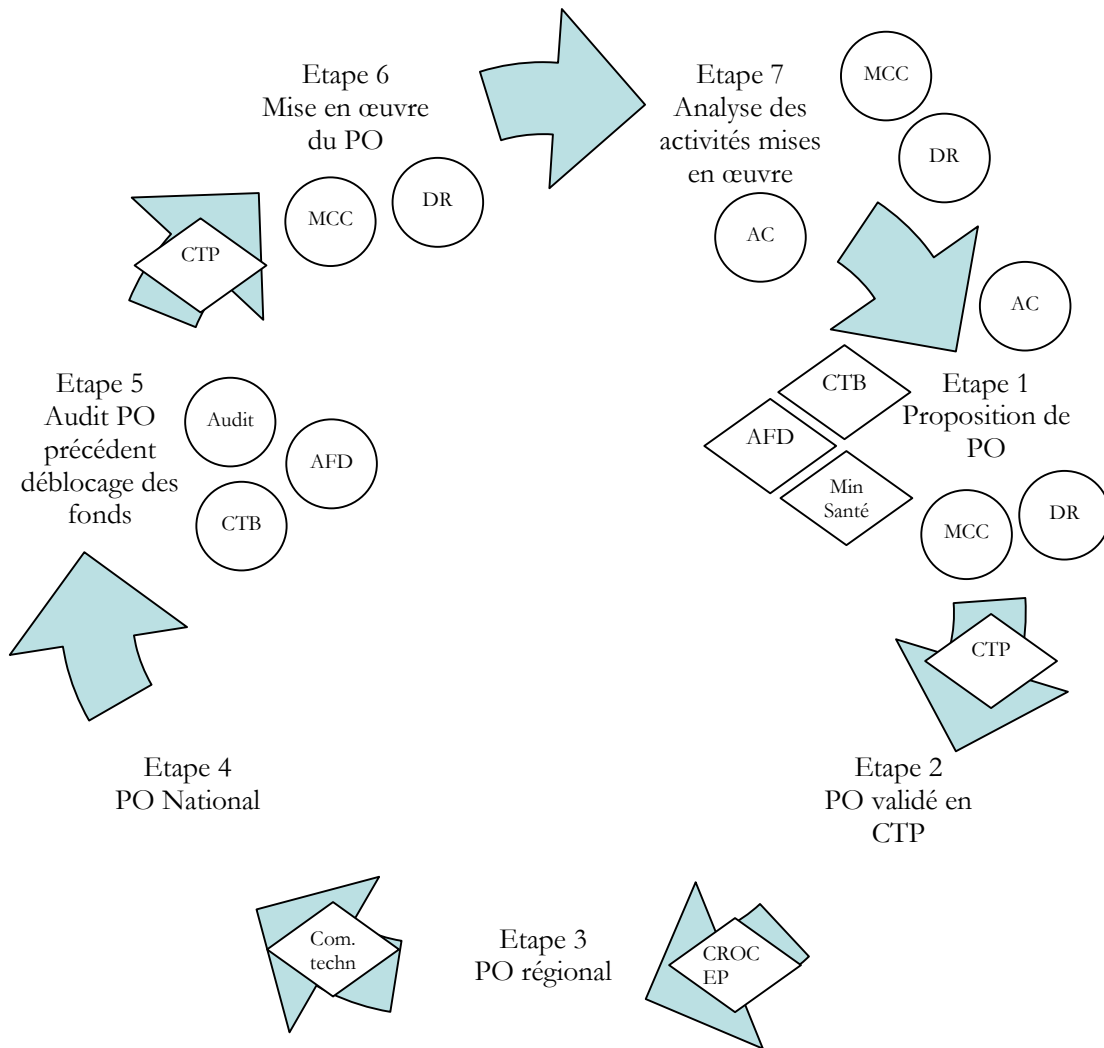 Etape 6
Mise en œuvre
du PO
MCC
DR
Etape 7
Analyse des
activités mises
en œuvre
MCC
DR
AC
AC
CTP
Etape 5
Audit PO
précédent
déblocage des
fonds
Audit
AFD
CTB
CTB
AFD
Min
Santé
Etape 1
Proposition de
PO
MCC
DR
CTP
Etape 2
PO validé en
CTP
Etape 4
PO National
Com.
techn
Etape 3
PO régional
CROC
EP